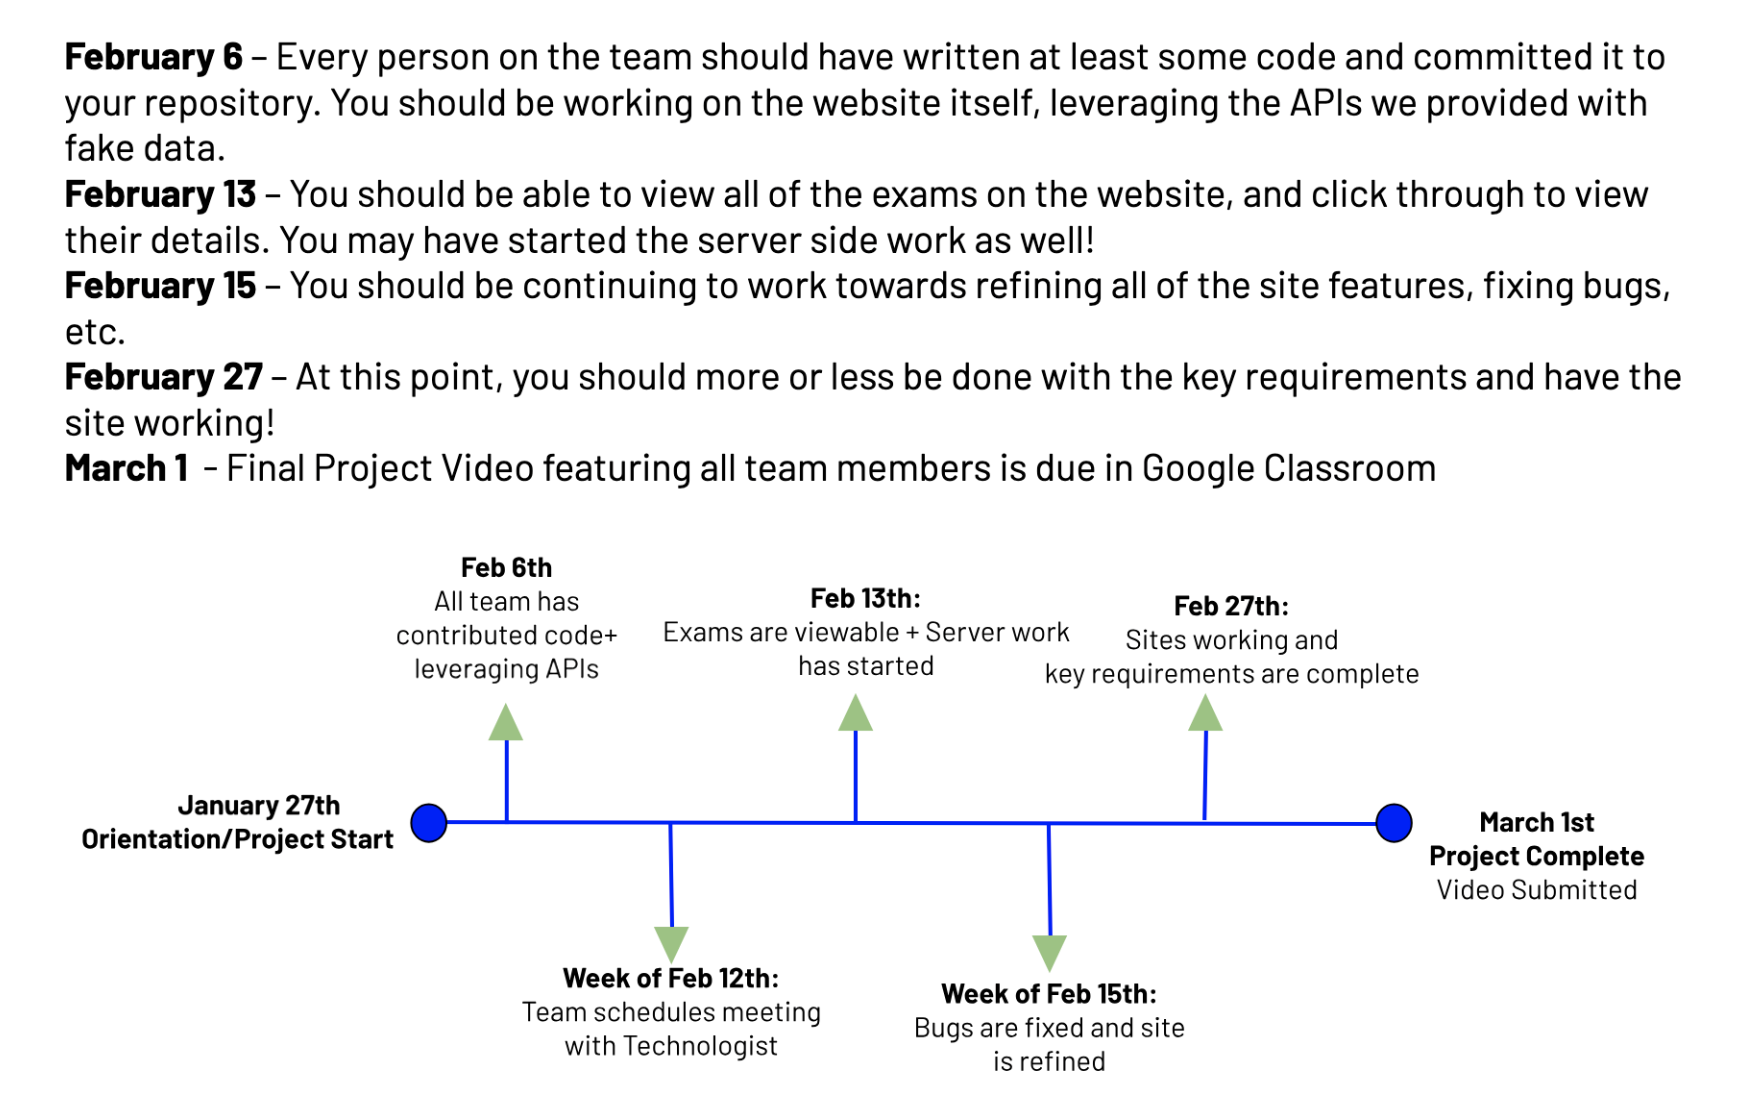 February 6 – Every person on the team should have written at least some code and committed it to
your repository. You should be working on the website itself, leveraging the APIs we provided with
fake data.
February 13 – You should be able to view all of the exams on the website, and click through to view
their details. You may have started the server side work as well!
February 15 – You should be continuing to work towards refining all of the site features, fixing bugs,
etc.
February 27 – At this point, you should more or less be done with the key requirements and have the
site working!
March 1 - Final Project Video featuring all team members is due in Google Classroom
Feb 6th
All team has
contributed code+
leveraging APIs
Feb 13th:
Exams are viewable + Server work
has started
Feb 27th:
Sites working and
key requirements are complete
January 27th
Orientation/Project Start
March 1st
Project Complete
Video Submitted
Week of Feb 12th:
Team schedules meeting
with Technologist
Week of Feb 15th:
Bugs are fixed and site
is refined